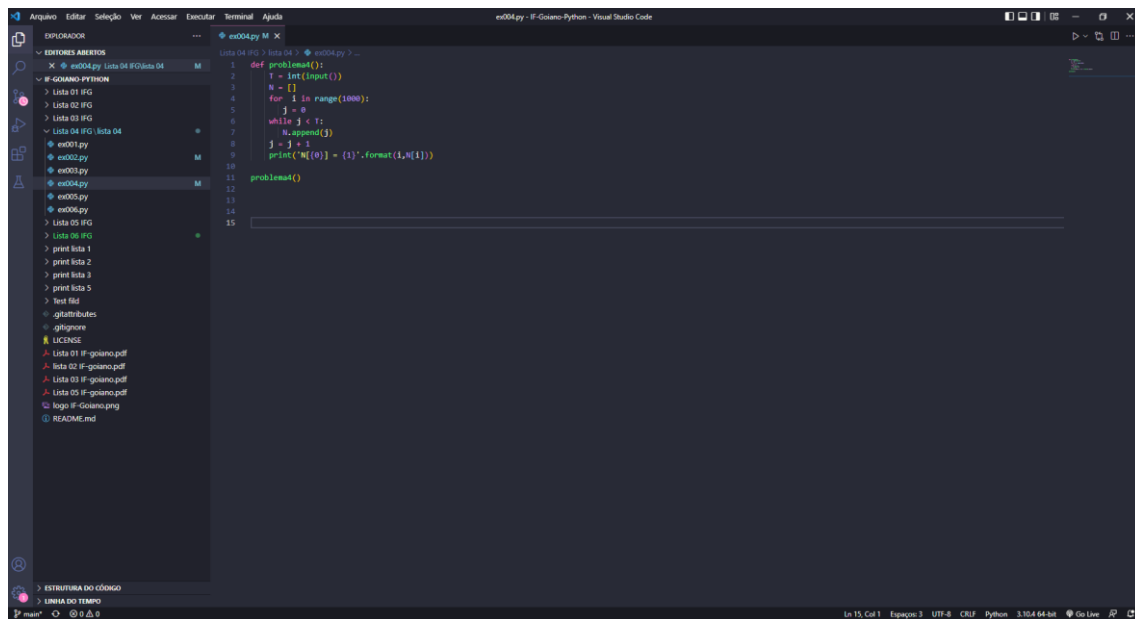 Arquivo Editar Seleção Ver Acessar Executar Terminal Ajuda
ex004.py - IF-Goiano-Python - Visual Studio Code
EXPLORADOR
EDITORES ABERTOS
ex004.py Lista 04 IFG\lista 04 M
IF-GOIANO-PYTHON
Lista 01 IFG
Lista 02 IFG
Lista 03 IFG
Lista 04 IFG \ lista 04
ex001.py
ex002.py M
ex003.py
ex004.py M
ex005.py
ex006.py
Lista 05 IFG
Lista 06 IFG
print lista 1
print lista 2
print lista 3
print lista 5
Test fild
.gitattributes
.gitignore
LICENSE
Lista 01 IF-goiano.pdf
lista 02 IF-goiano.pdf
Lista 03 IF-goiano.pdf
Lista 05 IF-goiano.pdf
logo IF-Goiano.png
README.md
ESTRUTURA DO CÓDIGO
LINHA DO TEMPO
ex004.py M
Lista 04 IFG > lista 04 > ex004.py > ...
1 def problema4():
2 T = int(input())
3 N = []
4 for i in range(1000):
5 j = 0
6 while j < T:
7 N.append(j)
8 j = j + 1
9 print('N[{0}] = {1}'.format(i,N[i]))
10
11 problema4()
12
13
14
15
main* 0 0
Ln 15, Col 1 Espaços: 3 UTF-8 CRLF Python 3.10.4 64-bit Go Live